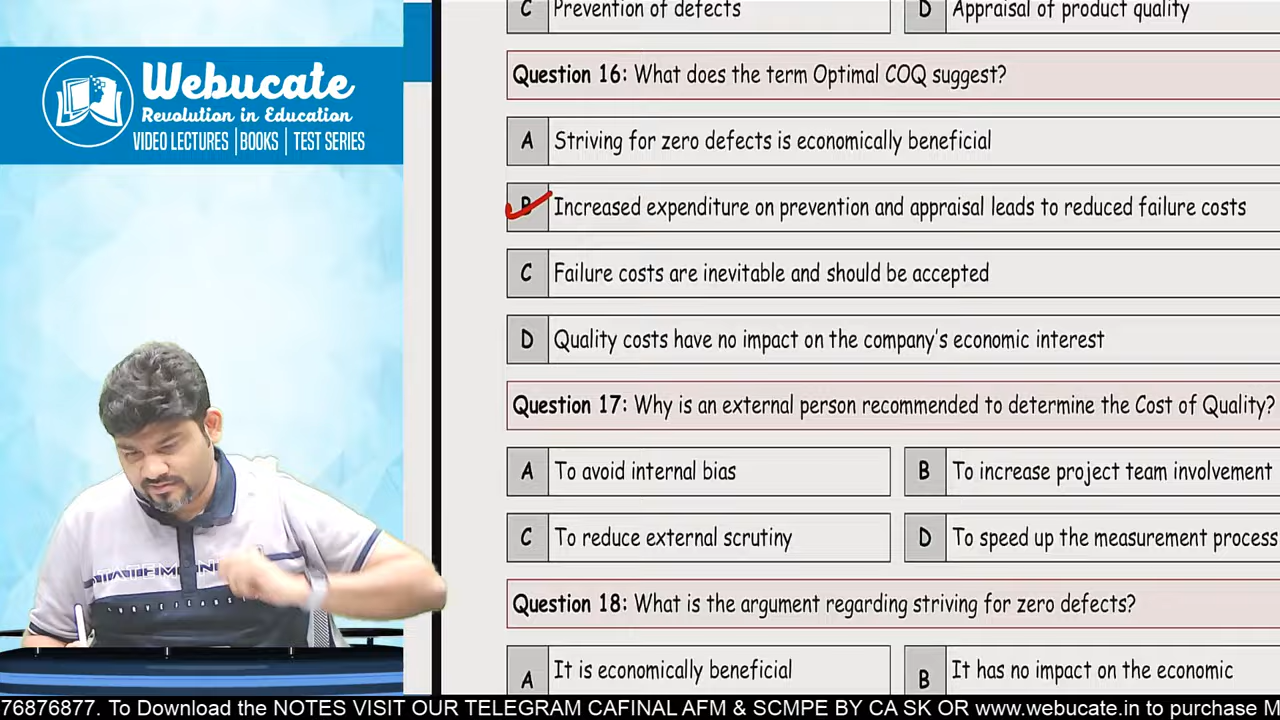 Webucate
Revolution in Education
VIDEO LECTURES | BOOKS | TEST SERIES
C Prevention of defects
D Appraisal of product quality
Question 16: What does the term Optimal COQ suggest?
A Striving for zero defects is economically beneficial
B Increased expenditure on prevention and appraisal leads to reduced failure costs
C Failure costs are inevitable and should be accepted
D Quality costs have no impact on the company's economic interest
Question 17: Why is an external person recommended to determine the Cost of Quality?
A To avoid internal bias
B To increase project team involvement
C To reduce external scrutiny
D To speed up the measurement process
Question 18: What is the argument regarding striving for zero defects?
A It is economically beneficial
B It has no impact on the economic
76876877. To Download the NOTES VISIT OUR TELEGRAM CAFINAL AFM & SCMPE BY CA SK OR www.webucate.in to purchase M